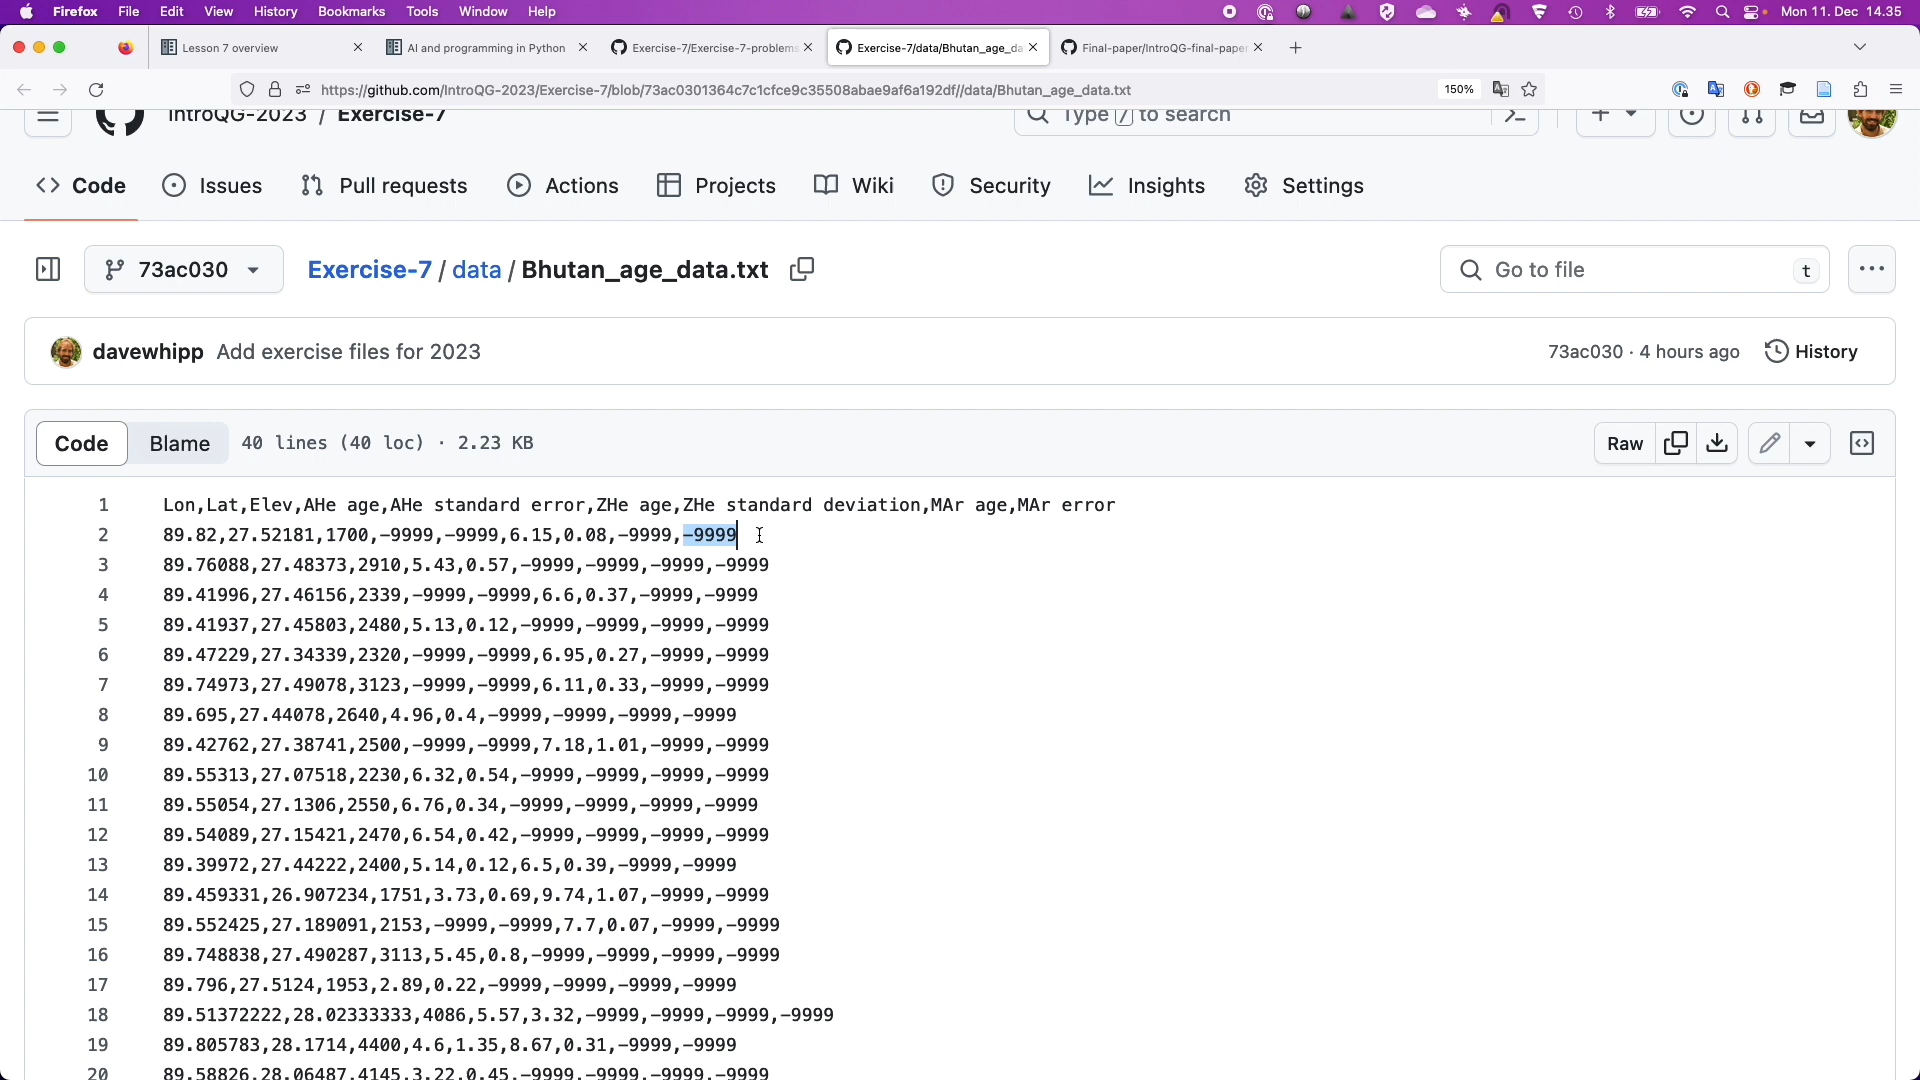 Firefox File Edit View History Bookmarks Tools Window Help Mon 11. Dec 14.35
Lesson 7 overview
AI and programming in Python
Exercise-7/Exercise-7-problems
Exercise-7/data/Bhutan_age_da
Final-paper/IntroQG-final-paper
https://github.com/IntroQG-2023/Exercise-7/blob/73ac0301364c7c1cfce9c35508abae9af6a192df//data/Bhutan_age_data.txt 150%
IntroQG-2023 / Exercise-7 Type / to search
Code Issues Pull requests Actions Projects Wiki Security Insights Settings
73ac030 Exercise-7 / data / Bhutan_age_data.txt Go to file t
davewhipp Add exercise files for 2023 73ac030 · 4 hours ago History
Code Blame 40 lines (40 loc) · 2.23 KB Raw
1 Lon,Lat,Elev,AHe age,AHe standard error,ZHe age,ZHe standard deviation,MAr age,MAr error
2 89.82,27.52181,1700,-9999,-9999,6.15,0.08,-9999,-9999
3 89.76088,27.48373,2910,5.43,0.57,-9999,-9999,-9999,-9999
4 89.41996,27.46156,2339,-9999,-9999,6.6,0.37,-9999,-9999
5 89.41937,27.45803,2480,5.13,0.12,-9999,-9999,-9999,-9999
6 89.47229,27.34339,2320,-9999,-9999,6.95,0.27,-9999,-9999
7 89.74973,27.49078,3123,-9999,-9999,6.11,0.33,-9999,-9999
8 89.695,27.44078,2640,4.96,0.4,-9999,-9999,-9999,-9999
9 89.42762,27.38741,2500,-9999,-9999,7.18,1.01,-9999,-9999
10 89.55313,27.07518,2230,6.32,0.54,-9999,-9999,-9999,-9999
11 89.55054,27.1306,2550,6.76,0.34,-9999,-9999,-9999,-9999
12 89.54089,27.15421,2470,6.54,0.42,-9999,-9999,-9999,-9999
13 89.39972,27.44222,2400,5.14,0.12,6.5,0.39,-9999,-9999
14 89.459331,26.907234,1751,3.73,0.69,9.74,1.07,-9999,-9999
15 89.552425,27.189091,2153,-9999,-9999,7.7,0.07,-9999,-9999
16 89.748838,27.490287,3113,5.45,0.8,-9999,-9999,-9999,-9999
17 89.796,27.5124,1953,2.89,0.22,-9999,-9999,-9999,-9999
18 89.51372222,28.02333333,4086,5.57,3.32,-9999,-9999,-9999,-9999
19 89.805783,28.1714,4400,4.6,1.35,8.67,0.31,-9999,-9999
20 89.58826,28.06487,4145,3.22,0.45,-9999,-9999,-9999,-9999